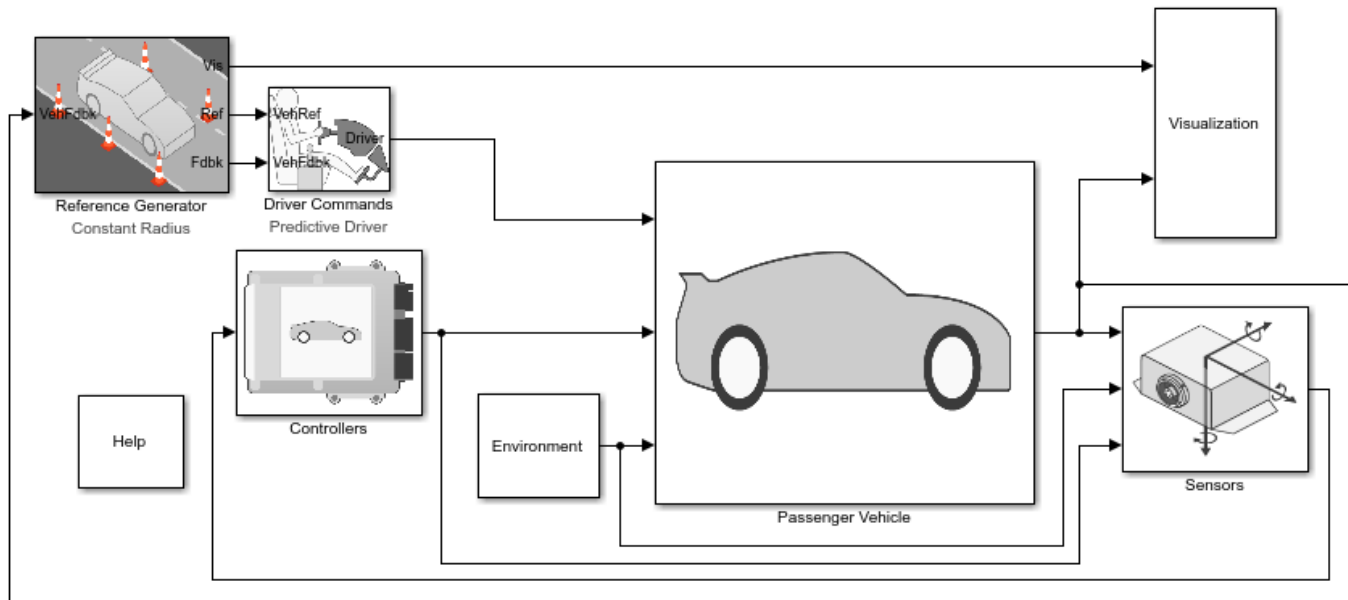 Vis
VehFdbk
Ref
Fdbk
Reference Generator
Constant Radius
VehRef
Driver
VehFdbk
Driver Commands
Predictive Driver
Visualization
Controllers
Help
Environment
Passenger Vehicle
Sensors